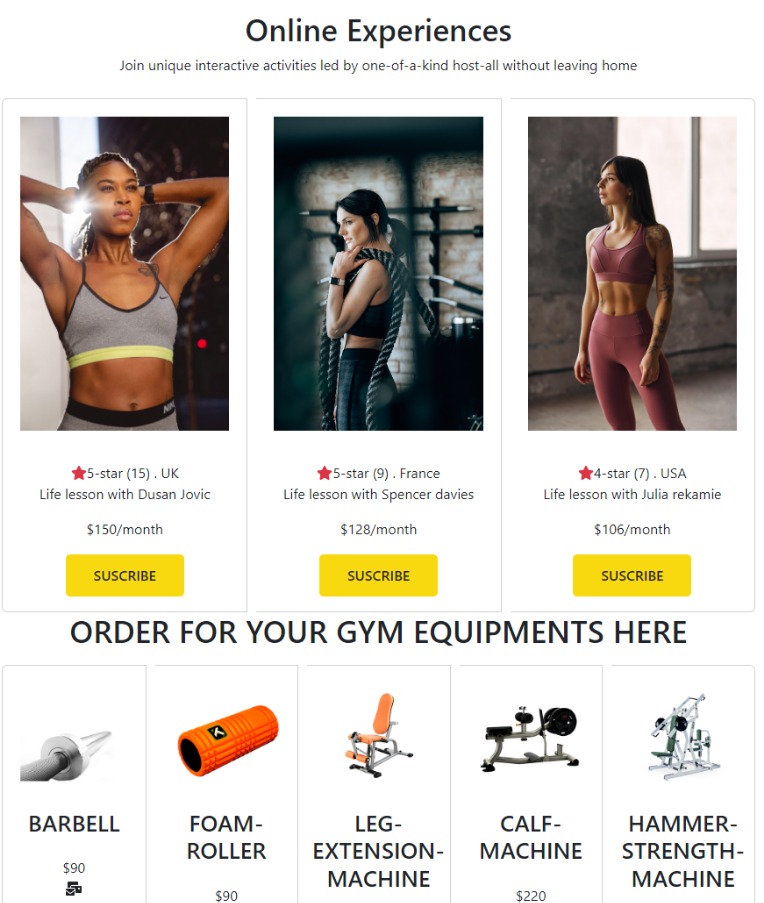 Online Experiences
Join unique interactive activities led by one-of-a-kind host-all without leaving home
5-star (15) . UK
Life lesson with Dusan Jovic
$150/month
SUSCRIBE
5-star (9) . France
Life lesson with Spencer davies
$128/month
SUSCRIBE
4-star (7) . USA
Life lesson with Julia rekamie
$106/month
SUSCRIBE
ORDER FOR YOUR GYM EQUIPMENTS HERE
BARBELL
$90
FOAM-
ROLLER
$90
LEG-
EXTENSION-
MACHINE
CALF-
MACHINE
$220
HAMMER-
STRENGTH-
MACHINE